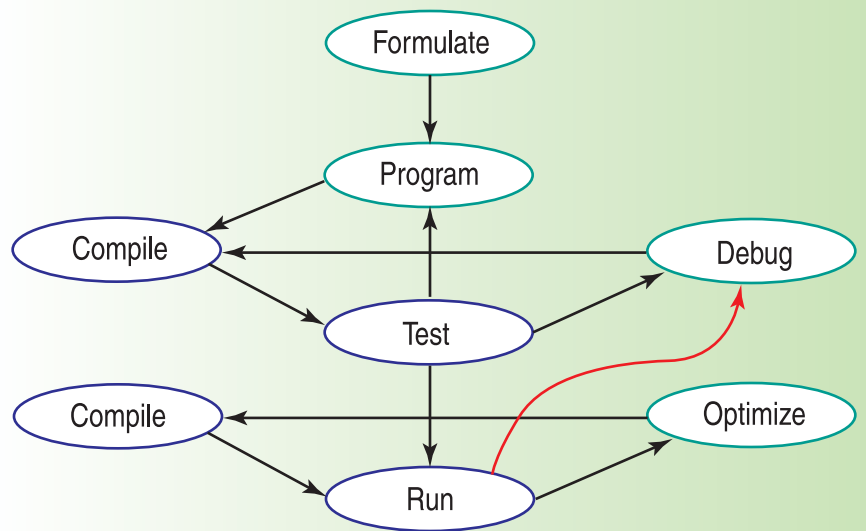 Formulate
Program
Compile
Debug
Test
Compile
Optimize
Run